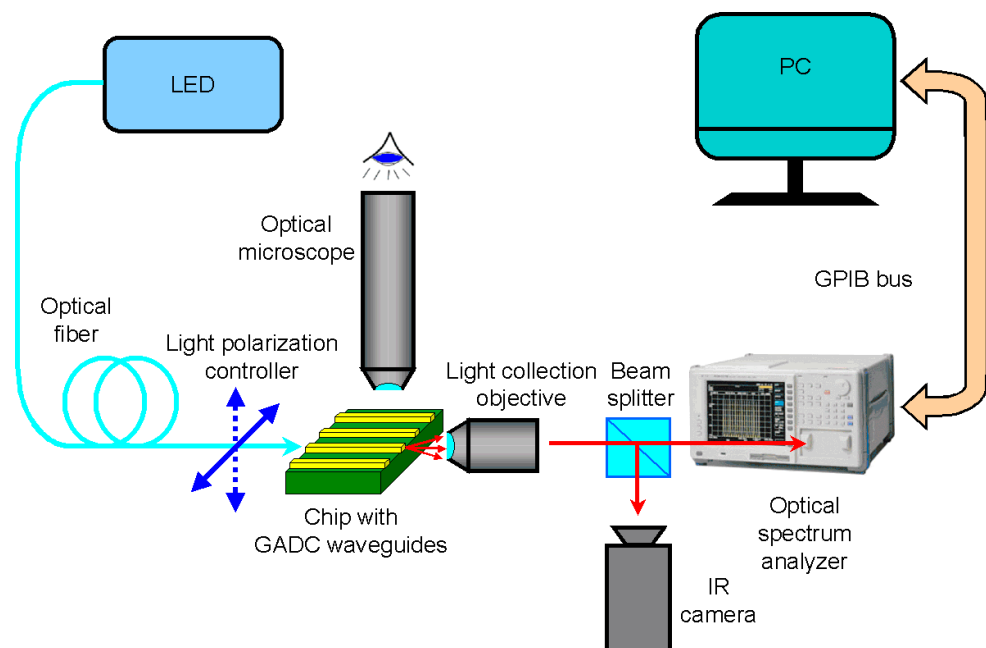 LED
PC
Optical
microscope
GPIB bus
Optical
fiber
Light polarization
controller
Light collection
objective
Beam
splitter
Chip with
GADC waveguides
Optical
spectrum
analyzer
IR
camera